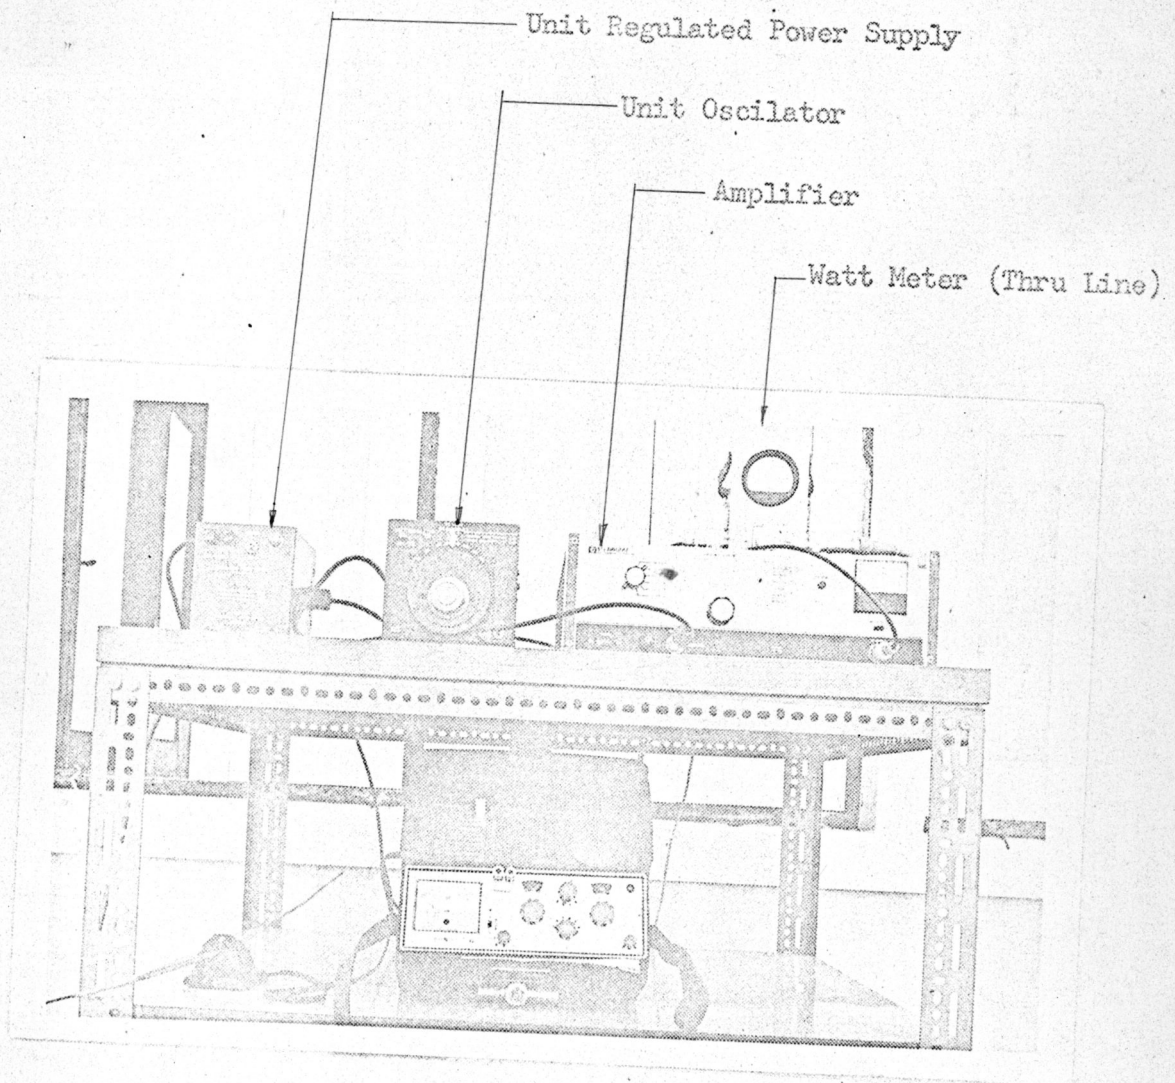 Unit Regulated Power Supply
Unit Oscilator
Amplifier
Watt Meter (Thru Line)